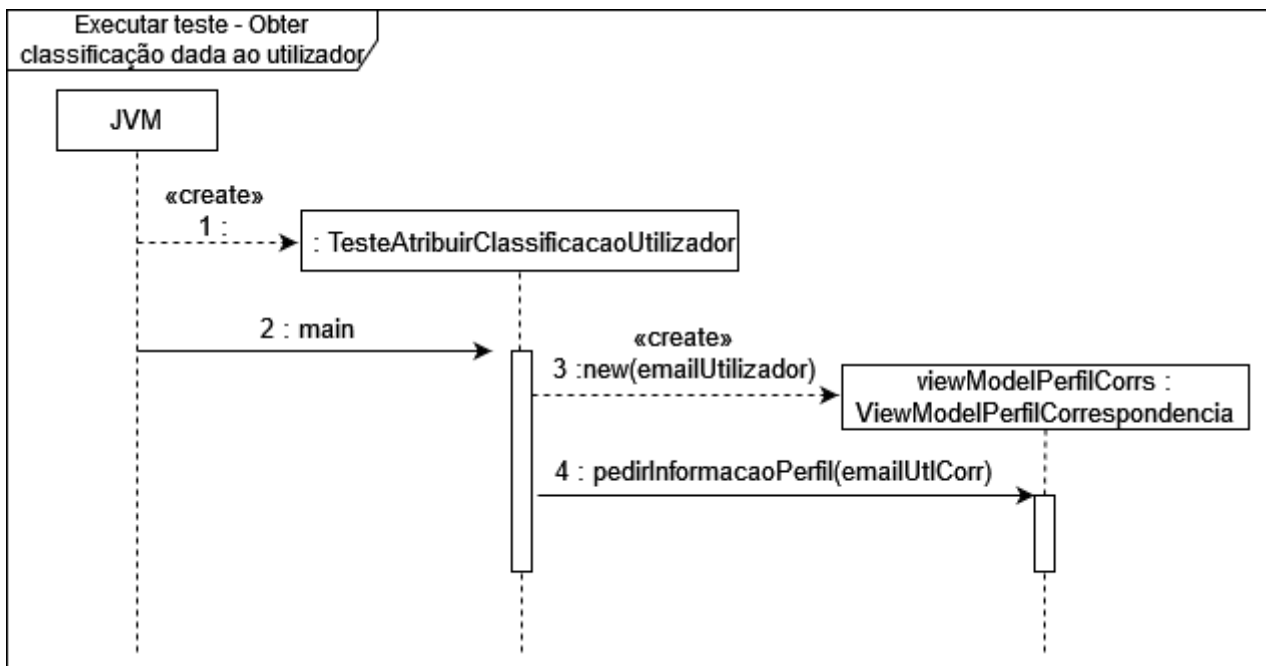 Executar teste - Obter
classificação dada ao utilizador
JVM
«create»
1 :
: TesteAtribuirClassificacaoUtilizador
2 : main
«create»
3 :new(emailUtilizador)
viewModelPerfilCorrs :
ViewModelPerfilCorrespondencia
4 : pedirInformacaoPerfil(emailUtlCorr)